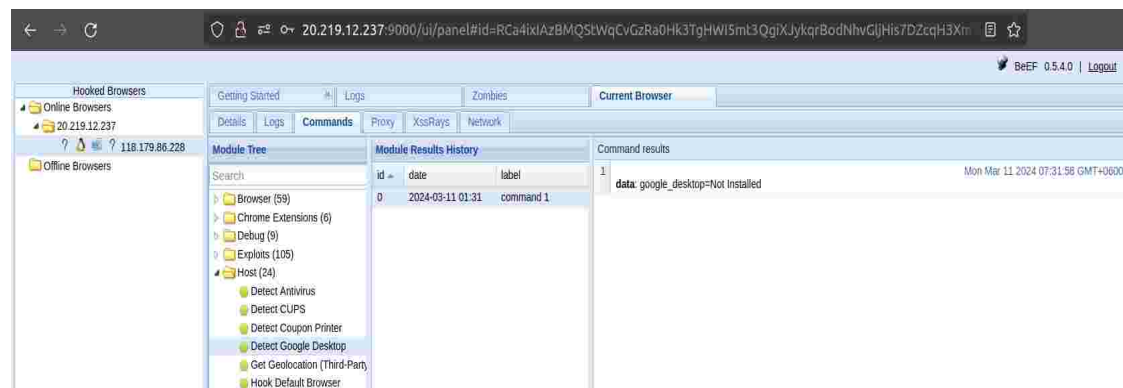 20.219.12.237:9000/ui/panel#id=
BeEF 0.5.4.0 | Logout
Hooked Browsers
Online Browsers
20.219.12.237
? ? 118.179.86.228
Offline Browsers
Getting Started Logs Zombies Current Browser
Details Logs Commands Proxy XssRays Network
Module Tree
Search
Browser (59)
Chrome Extensions (6)
Debug (9)
Exploits (105)
Host (24)
Detect Antivirus
Detect CUPS
Detect Coupon Printer
Detect Google Desktop
Get Geolocation (Third-Party
Hook Default Browser
Module Results History
id date label
0 2024-03-11 01:31 command 1
Command results
1 Mon Mar 11 2024 07:31:56 GMT+0600
data: google_desktop=Not Installed